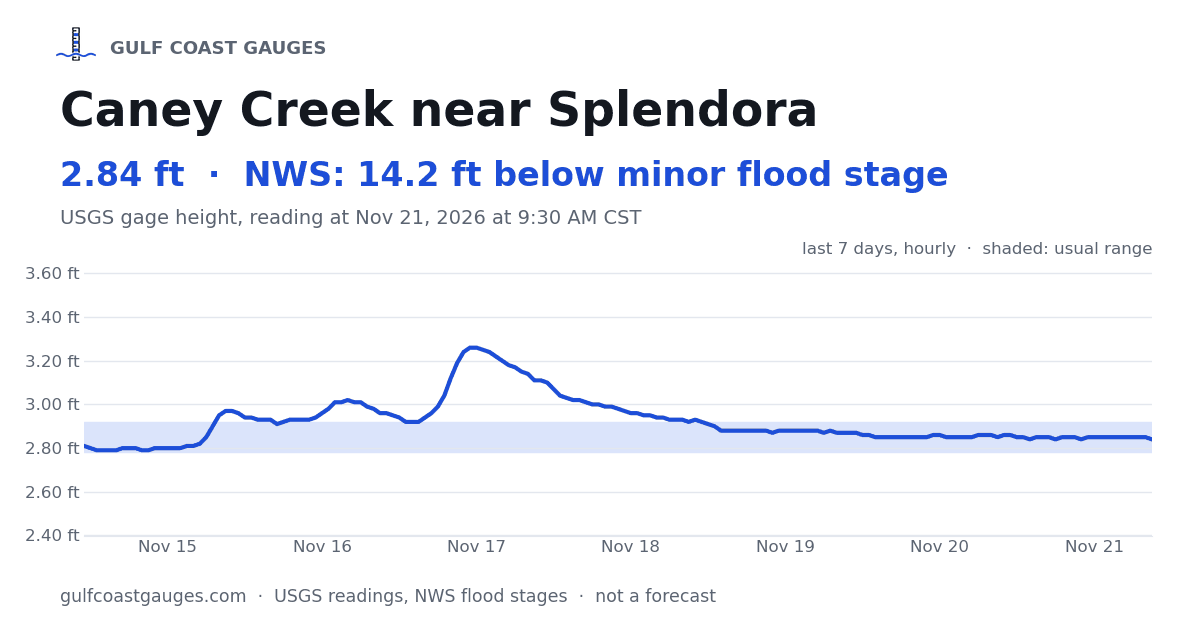 GULF COAST GAUGES
Caney Creek near Splendora
2.84 ft · NWS: 14.2 ft below minor flood stage
USGS gage height, reading at Nov 21, 2026 at 9:30 AM CST
last 7 days, hourly · shaded: usual range
3.60 ft
3.40 ft
3.20 ft
3.00 ft
2.80 ft
2.60 ft
2.40 ft
Nov 15 Nov 16 Nov 17 Nov 18 Nov 19 Nov 20 Nov 21
gulfcoastgauges.com · USGS readings, NWS flood stages · not a forecast